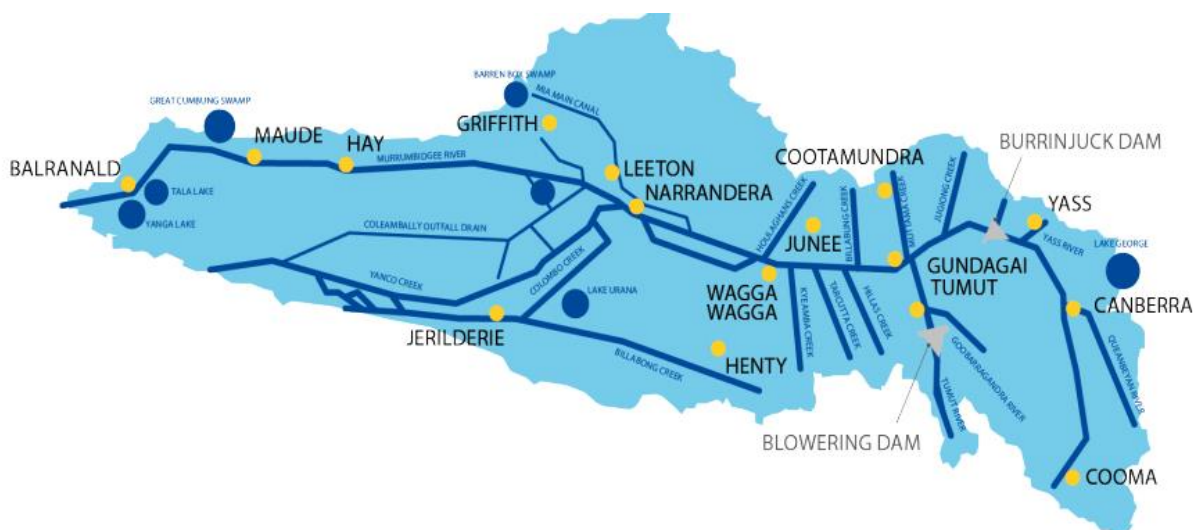 BARREN BOX SWAMP
MIA MAIN CANAL
GREAT CUMBUNG SWAMP
GRIFFITH
MAUDE
HAY
MURRUMBIDGEE RIVER
BALRANALD
TALA LAKE
YANGA LAKE
LEETON
NARRANDERA
COLEAMBALLY OUTFALL DRAIN
YANCO CREEK
COLOMBO CREEK
LAKE URANA
JERILDERIE
BILLABONG CREEK
HENTY
COOTAMUNDRA
HOULAGHANS CREEK
JUNEE
BILLABUNG CREEK
MUTTAMA CREEK
JUGIONG CREEK
BURRINJUCK DAM
YASS
YASS RIVER
LAKE GEORGE
WAGGA
WAGGA
KYEAMBA CREEK
TARCUTTA CREEK
HILLAS CREEK
GUNDAGAI
TUMUT
CANBERRA
GOOBARRAGANDRA RIVER
QUEANBEYAN RIVER
TUMUT RIVER
BLOWERING DAM
COOMA